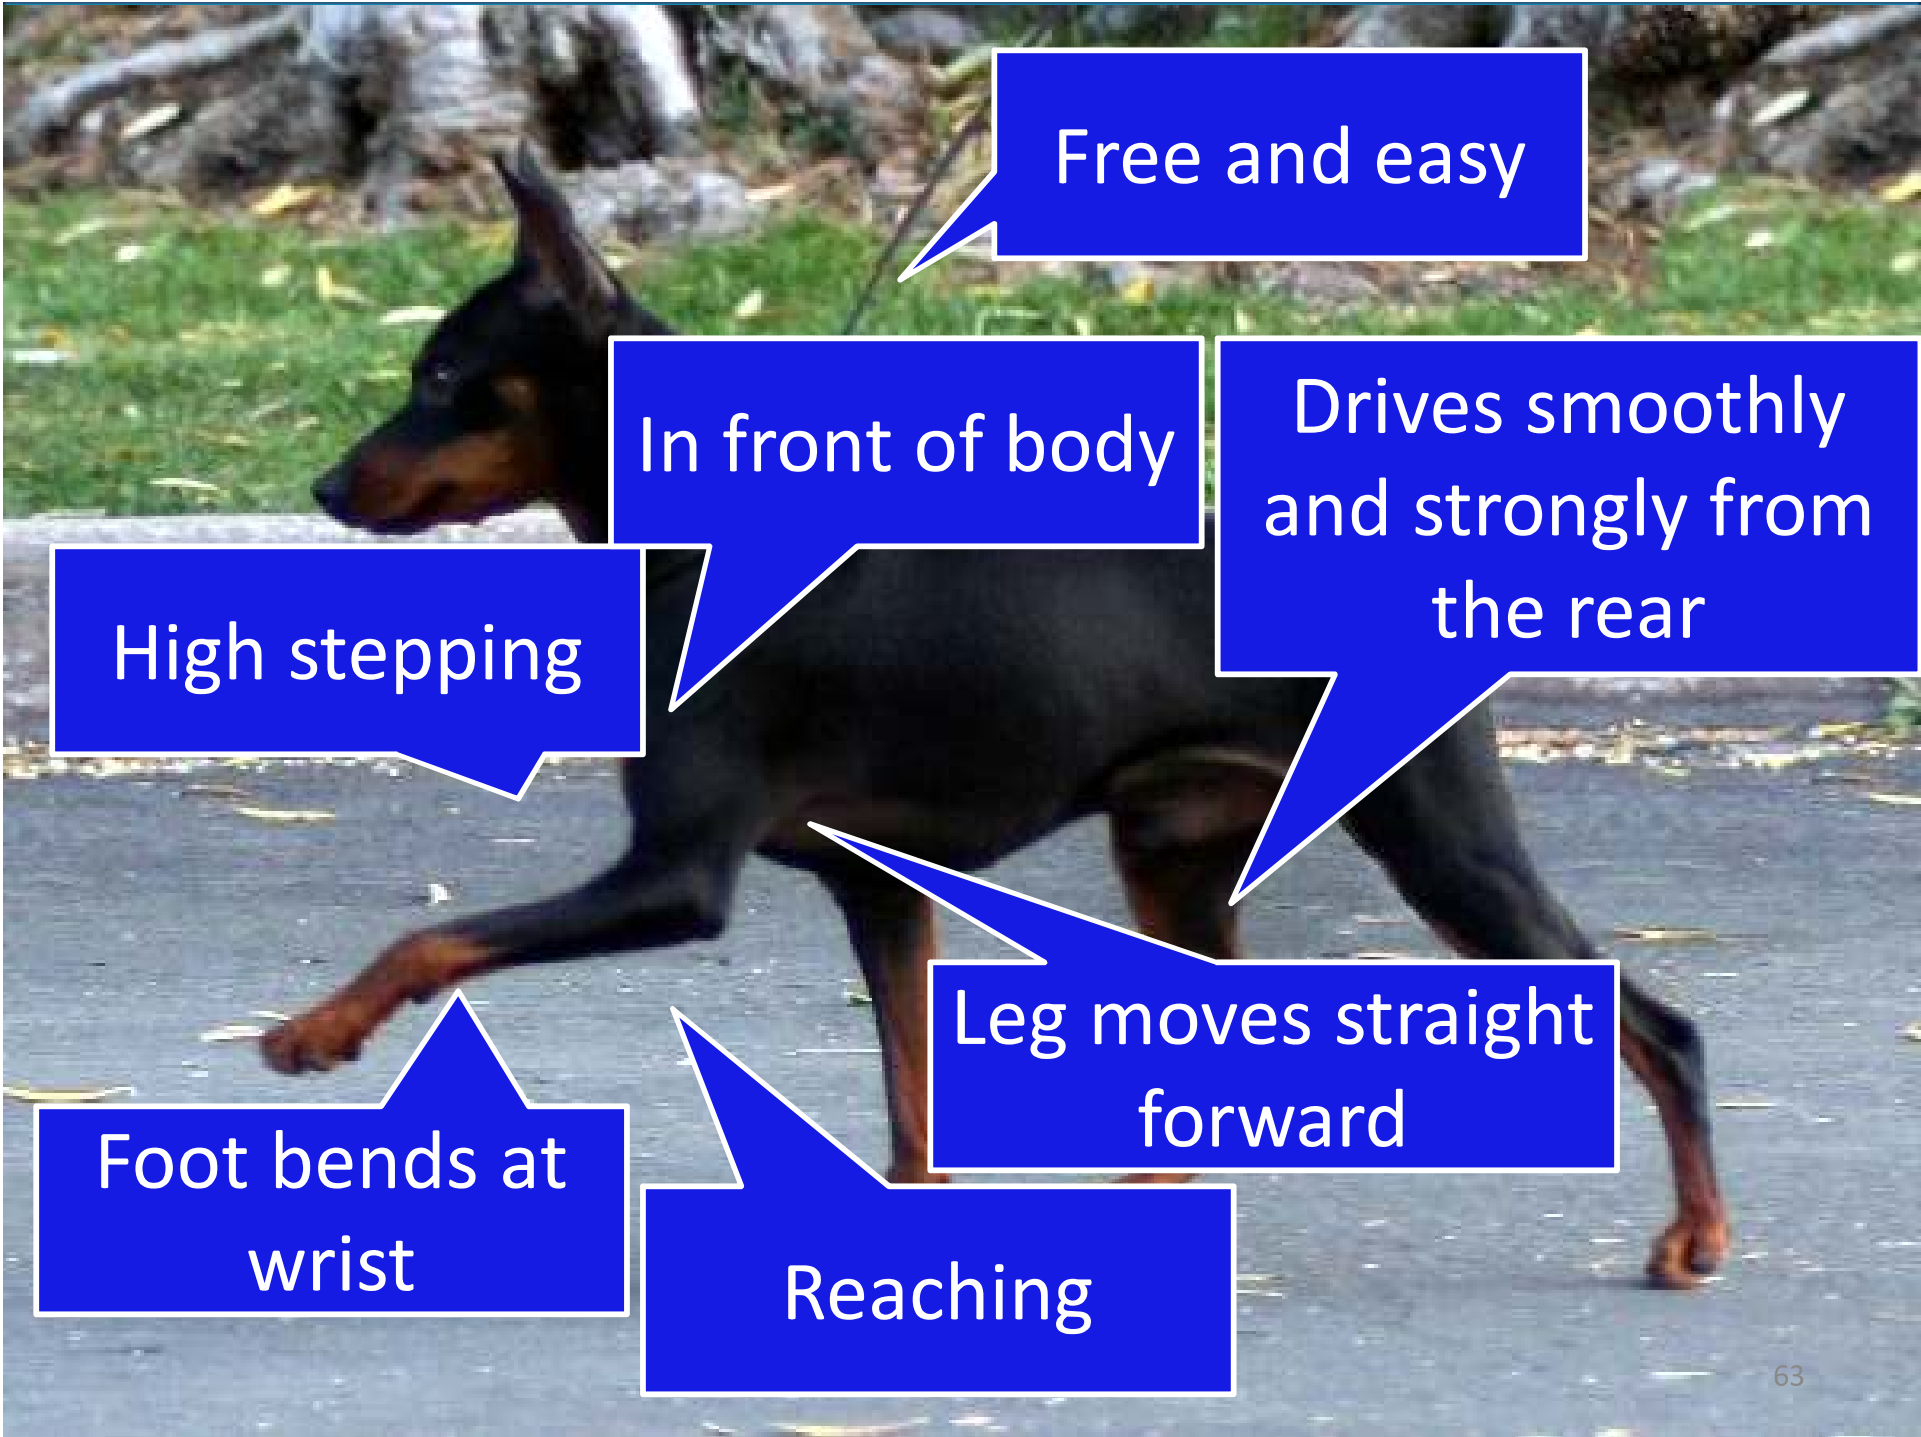 Free and easy
In front of body
Drives smoothly
and strongly from
the rear
High stepping
Leg moves straight
forward
Foot bends at
wrist
Reaching
63